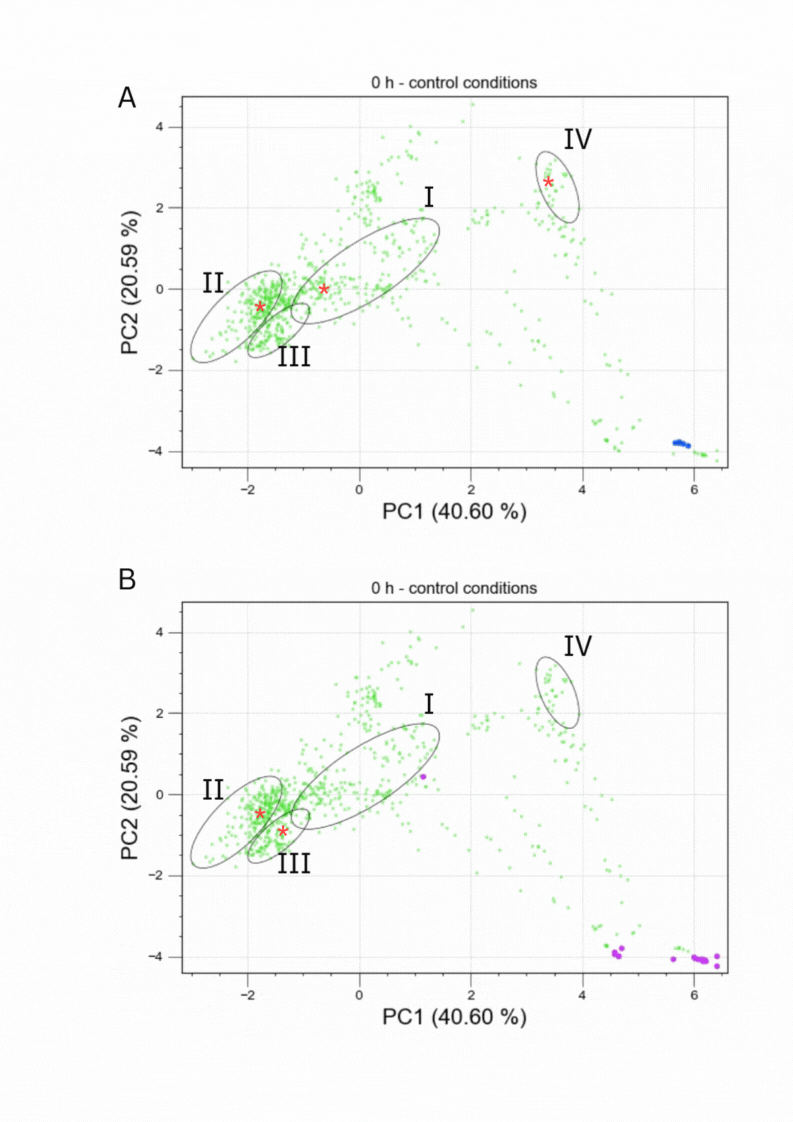 A
0 h - control conditions
IV
I
II
III
4
2
0
−2
−4
PC2 (20.59 %)
−2 0 2 4 6
PC1 (40.60 %)
B
0 h - control conditions
IV
I
II
III
4
2
0
−2
−4
PC2 (20.59 %)
−2 0 2 4 6
PC1 (40.60 %)